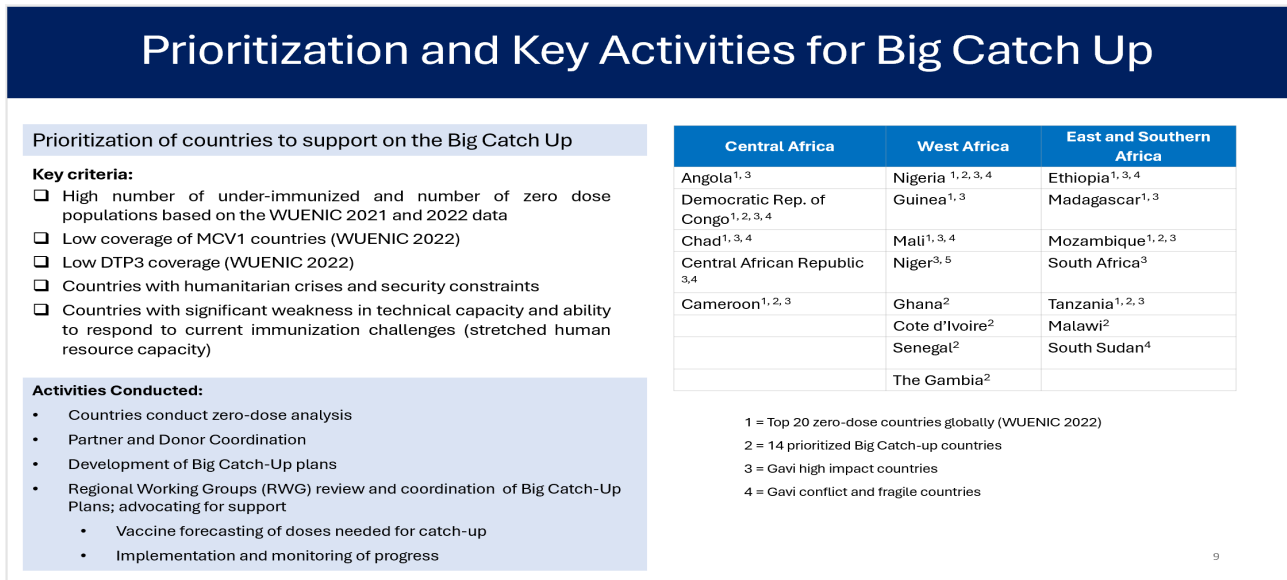 Prioritization and Key Activities for Big Catch Up
Prioritization of countries to support on the Big Catch Up
Key criteria:
❑ High number of under-immunized and number of zero dose
populations based on the WUENIC 2021 and 2022 data
❑ Low coverage of MCV1 countries (WUENIC 2022)
❑ Low DTP3 coverage (WUENIC 2022)
❑ Countries with humanitarian crises and security constraints
❑ Countries with significant weakness in technical capacity and ability
to respond to current immunization challenges (stretched human
resource capacity)
Activities Conducted:
• Countries conduct zero-dose analysis
• Partner and Donor Coordination
• Development of Big Catch-Up plans
• Regional Working Groups (RWG) review and coordination of Big Catch-Up
Plans; advocating for support
• Vaccine forecasting of doses needed for catch-up
• Implementation and monitoring of progress
Central Africa
West Africa
East and Southern
Africa
Angola1, 3
Nigeria 1, 2, 3, 4
Ethiopia1, 3, 4
Democratic Rep. of
Congo1, 2, 3, 4
Guinea1, 3
Madagascar1, 3
Chad1, 3, 4
Mali1, 3, 4
Mozambique1, 2, 3
Central African Republic
3,4
Niger3, 5
South Africa3
Cameroon1, 2, 3
Ghana2
Tanzania1, 2, 3
Cote d’Ivoire2
Malawi2
Senegal2
South Sudan4
The Gambia2
1 = Top 20 zero-dose countries globally (WUENIC 2022)
2 = 14 prioritized Big Catch-up countries
3 = Gavi high impact countries
4 = Gavi conflict and fragile countries
9